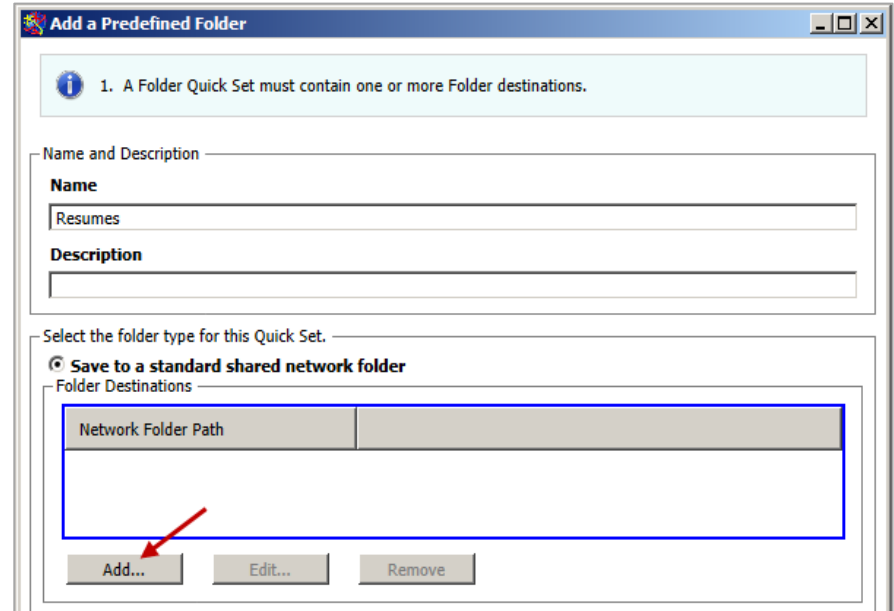 Add a Predefined Folder
1. A Folder Quick Set must contain one or more Folder destinations.
Name and Description
Name
Resumes
Description
Select the folder type for this Quick Set.
Save to a standard shared network folder
Folder Destinations
Network Folder Path
Add... Edit... Remove